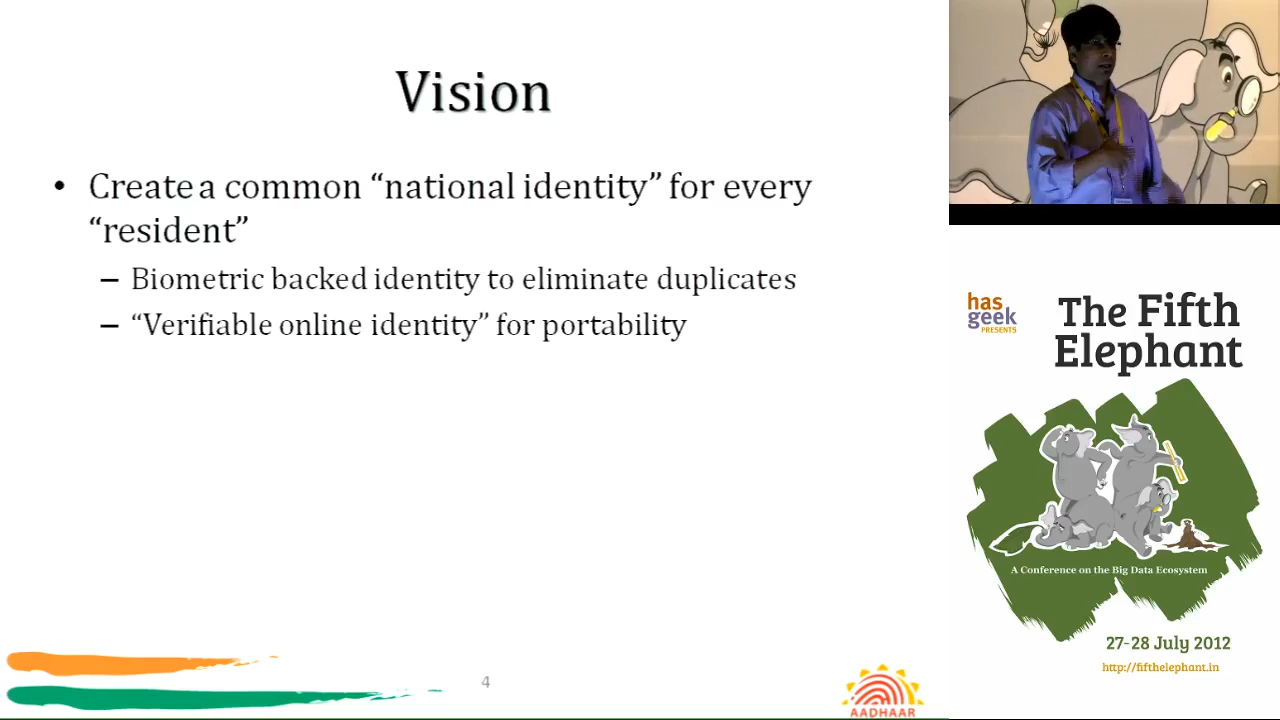 Vision
• Create a common “national identity” for every
“resident”
– Biometric backed identity to eliminate duplicates
– “Verifiable online identity” for portability
4
AADHAAR
has
geek
PRESENTS
The Fifth
Elephant
A Conference on the Big Data Ecosystem
27-28 July 2012
http://fifthelephant.in